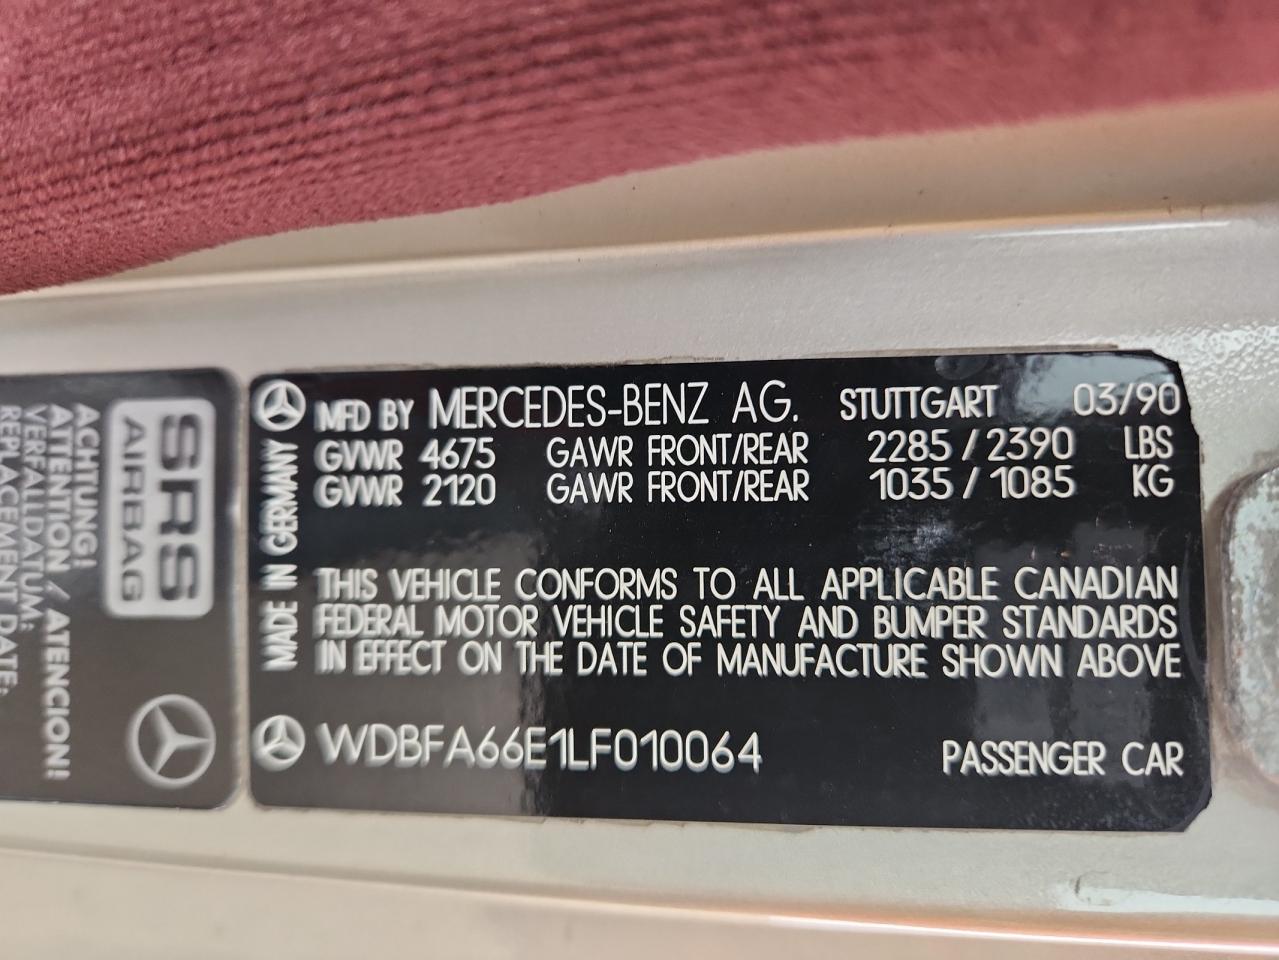 MFD BY MERCEDES-BENZ AG. STUTTGART 03/90
GVWR 4675 GAWR FRONT/REAR 2285 / 2390 LBS
GVWR 2120 GAWR FRONT/REAR 1035 / 1085 KG
MADE IN GERMANY
THIS VEHICLE CONFORMS TO ALL APPLICABLE CANADIAN
FEDERAL MOTOR VEHICLE SAFETY AND BUMPER STANDARDS
IN EFFECT ON THE DATE OF MANUFACTURE SHOWN ABOVE
WDBFA66E1LF010064 PASSENGER CAR
SRS
AIRBAG
ACHTUNG!
ATTENTION / ATENCION!
VERFALLDATUM:
REPLACEMENT DATE: